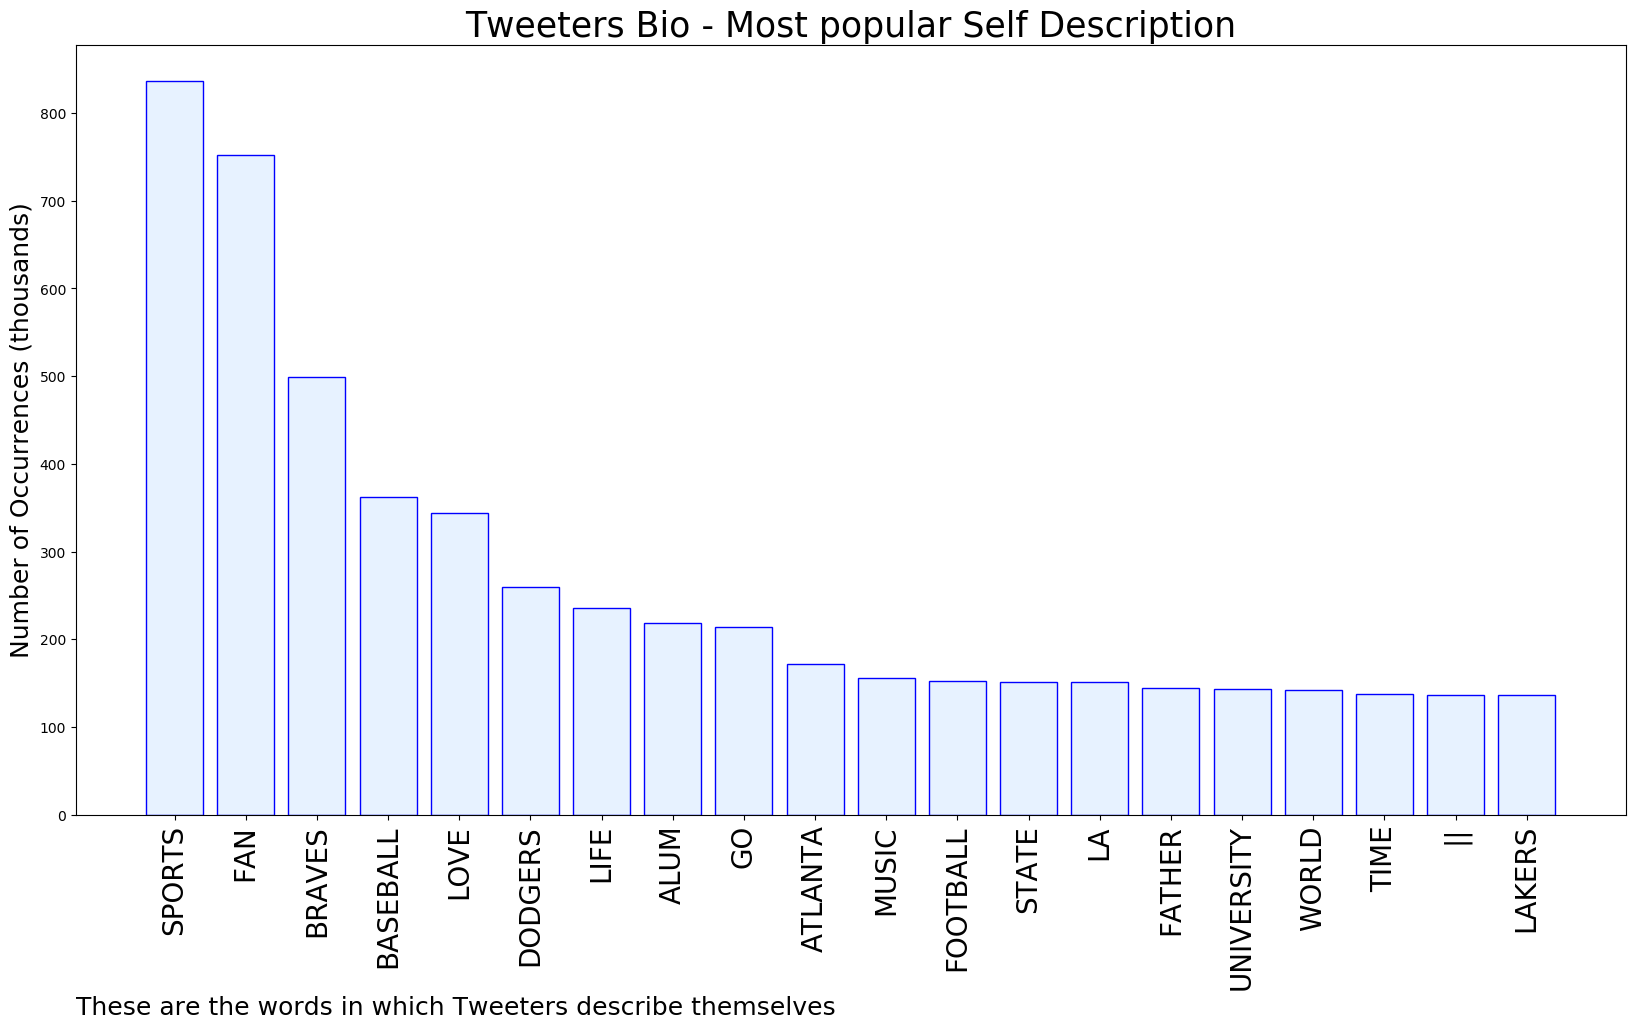 Tweeters Bio - Most popular Self Description
Number of Occurrences (thousands)
800
700
600
500
400
300
200
100
0
SPORTS
FAN
BRAVES
BASEBALL
LOVE
DODGERS
LIFE
ALUM
GO
ATLANTA
MUSIC
FOOTBALL
STATE
LA
FATHER
UNIVERSITY
WORLD
TIME
||
LAKERS
These are the words in which Tweeters describe themselves